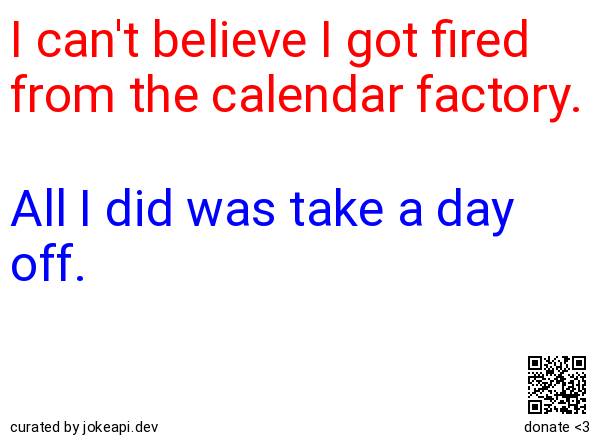 I can't believe I got fired
from the calendar factory.
All I did was take a day
off.
curated by jokeapi.dev
donate <3